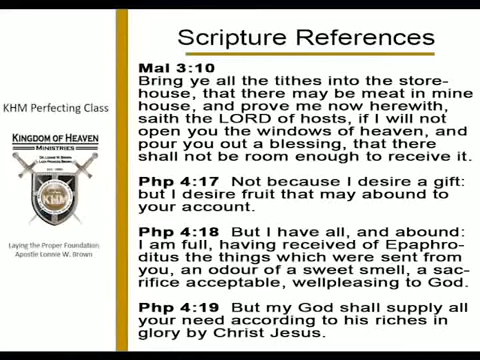 Scripture References
Mal 3:10
Bring ye all the tithes into the store-
house, that there may be meat in mine
house, and prove me now herewith,
saith the LORD of hosts, if I will not
open you the windows of heaven, and
pour you out a blessing, that there
shall not be room enough to receive it.
Php 4:17 Not because I desire a gift:
but I desire fruit that may abound to
your account.
Php 4:18 But I have all, and abound:
I am full, having received of Epaphro-
ditus the things which were sent from
you, an odour of a sweet smell, a sac-
rifice acceptable, wellpleasing to God.
Php 4:19 But my God shall supply all
your need according to his riches in
glory by Christ Jesus.
KHM Perfecting Class
KINGDOM OF HEAVEN
MINISTRIES
KHM
Laying the Proper Foundation
Apostle Lonnie W. Brown